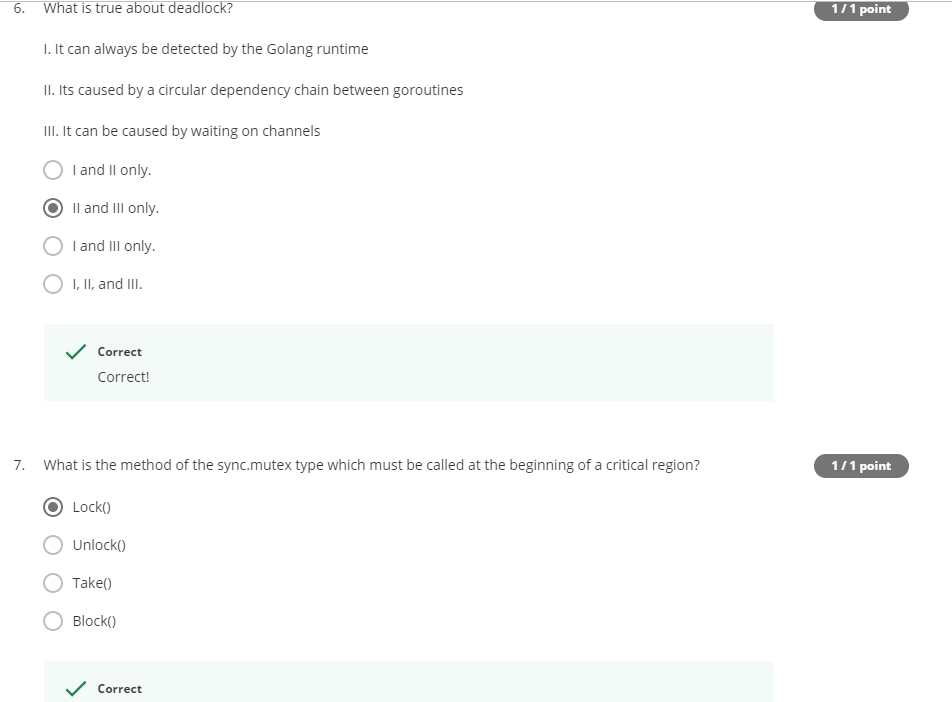 6. What is true about deadlock? 1 / 1 point
I. It can always be detected by the Golang runtime
II. Its caused by a circular dependency chain between goroutines
III. It can be caused by waiting on channels
I and II only.
II and III only.
I and III only.
I, II, and III.
Correct
Correct!
7. What is the method of the sync.mutex type which must be called at the beginning of a critical region? 1 / 1 point
Lock()
Unlock()
Take()
Block()
Correct